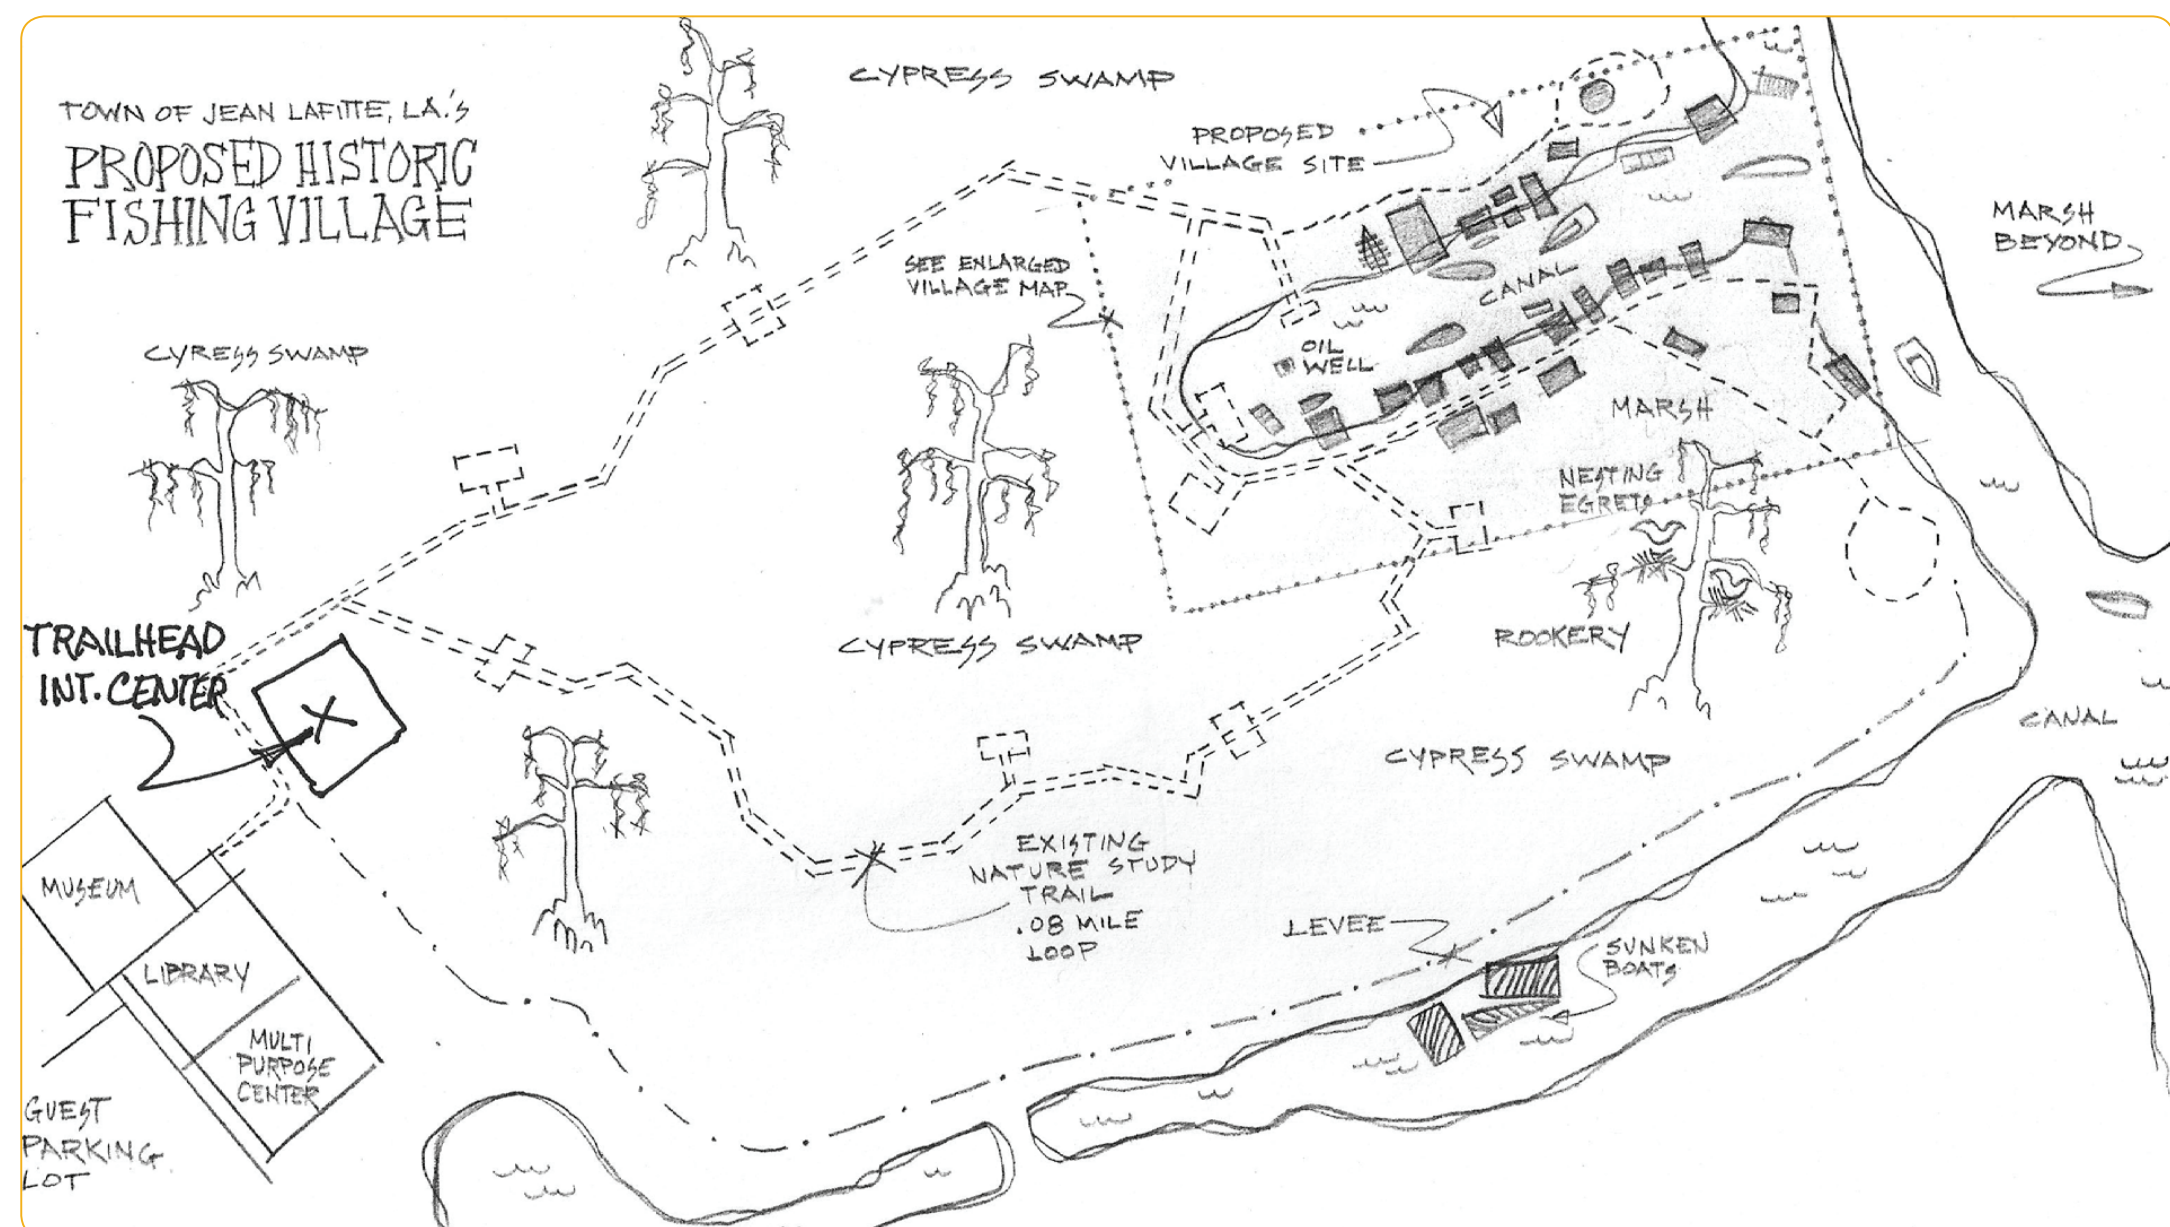 TOWN OF JEAN LAFITTE, LA.'S
PROPOSED HISTORIC
FISHING VILLAGE
CYPRESS SWAMP
PROPOSED
VILLAGE SITE
MARSH
BEYOND
SEE ENLARGED
VILLAGE MAP
CANAL
OIL
WELL
CYRESS SWAMP
MARSH
NESTING
EGRETS
ROOKERY
TRAILHEAD
INT. CENTER
CYPRESS SWAMP
CANAL
CYPRESS SWAMP
EXISTING
NATURE STUDY
TRAIL
.08 MILE
LOOP
MUSEUM
LEVEE
SUNKEN
BOATS
LIBRARY
MULTI
PURPOSE
CENTER
GUEST
PARKING
LOT